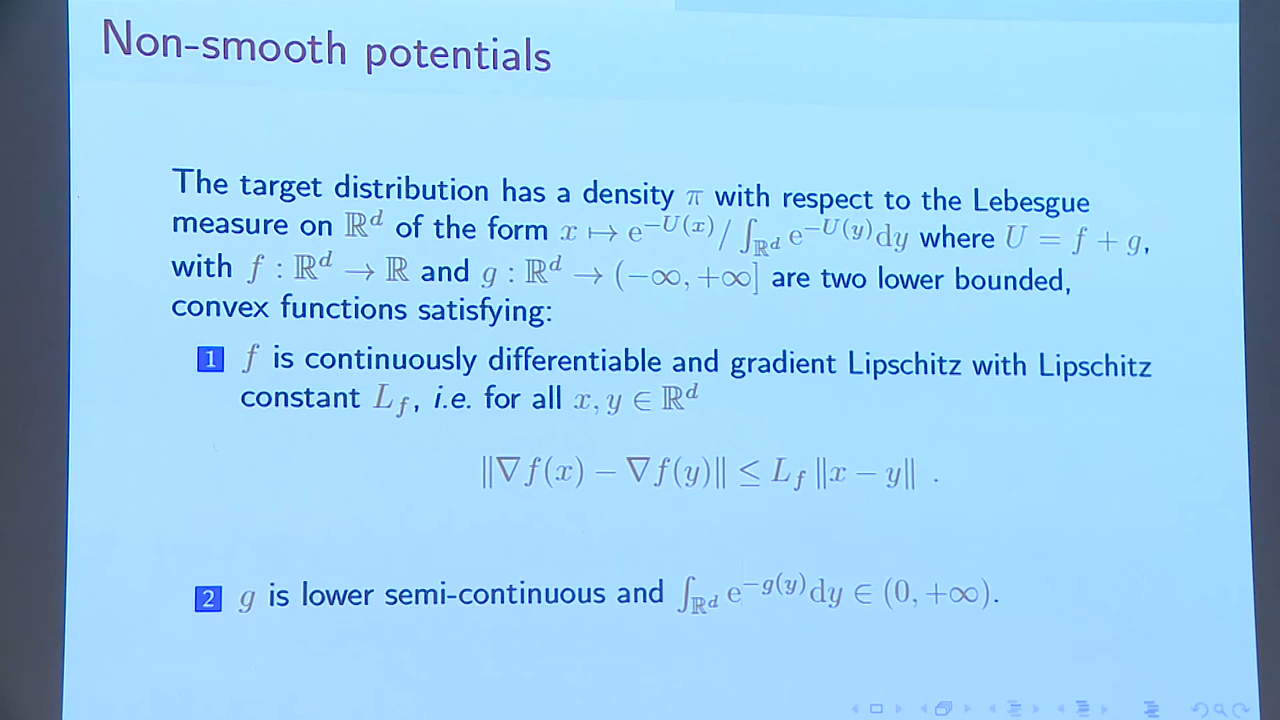 Non-smooth potentials
The target distribution has a density π with respect to the Lebesgue
measure on ℝ^d of the form x ↦ e^{−U(x)} / ∫_{ℝ^d} e^{−U(y)}dy where U = f + g,
with f : ℝ^d → ℝ and g : ℝ^d → (−∞, +∞] are two lower bounded,
convex functions satisfying:
1 f is continuously differentiable and gradient Lipschitz with Lipschitz
constant L_f, i.e. for all x, y ∈ ℝ^d
‖∇f(x) − ∇f(y)‖ ≤ L_f ‖x − y‖ .
2 g is lower semi-continuous and ∫_{ℝ^d} e^{−g(y)}dy ∈ (0, +∞).